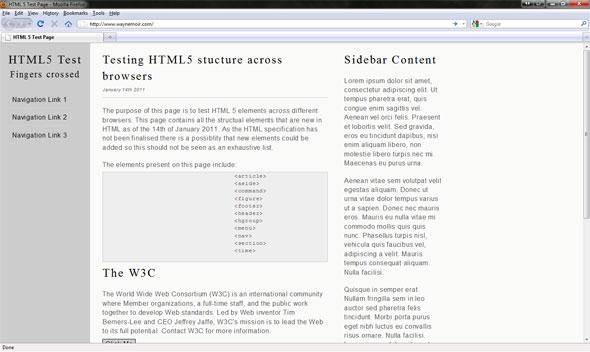 HTML 5 Test Page - Mozilla Firefox
File Edit View History Bookmarks Tools Help
http://www.waynemoir.com/
Google
HTML 5 Test Page
HTML5 Test
Fingers crossed
Navigation Link 1
Navigation Link 2
Navigation Link 3
Testing HTML5 stucture across
browsers
January 14th 2011
The purpose of this page is to test HTML 5 elements across different
browsers. This page contains all the structual elements that are new in
HTML as of the 14th of January 2011. As the HTML specification has
not been finalised there is a possiblity that new elements could be
added so this should not be seen as an exhaustive list.
The elements present on this page include:
<article>
<aside>
<command>
<figure>
<footer>
<header>
<hgroup>
<menu>
<nav>
<section>
<time>
The W3C
The World Wide Web Consortium (W3C) is an international community
where Member organizations, a full-time staff, and the public work
together to develop Web standards. Led by Web inventor Tim
Berners-Lee and CEO Jeffrey Jaffe, W3C's mission is to lead the Web
to its full potential. Contact W3C for more information.
Click Me
Sidebar Content
Lorem ipsum dolor sit amet,
consectetur adipiscing elit. Ut
tempus pharetra erat, quis
congue enim sagittis vel.
Aenean vel orci felis. Praesent
et lobortis velit. Sed gravida,
eros eu tincidunt dapibus, nisi
enim aliquam libero, non
molestie libero turpis nec mi.
Maecenas eu purus urna.
Aenean vitae sem volutpat velit
egestas aliquam. Donec ut
urna vitae dolor tempus varius
ut a sapien. Donec nec mauris
eros. Mauris eu nulla vitae mi
commodo mollis quis quis
nunc. Phasellus turpis nisl,
vehicula quis faucibus vel,
adipiscing a velit. Mauris
tempus consequat aliquam.
Nulla facilisi.
Quisque in semper erat.
Nullam fringilla sem in leo
auctor sed pharetra felis
tincidunt. Morbi porta purus
eget nibh luctus eu convallis
risus ornare. Nulla facilisi.
Done